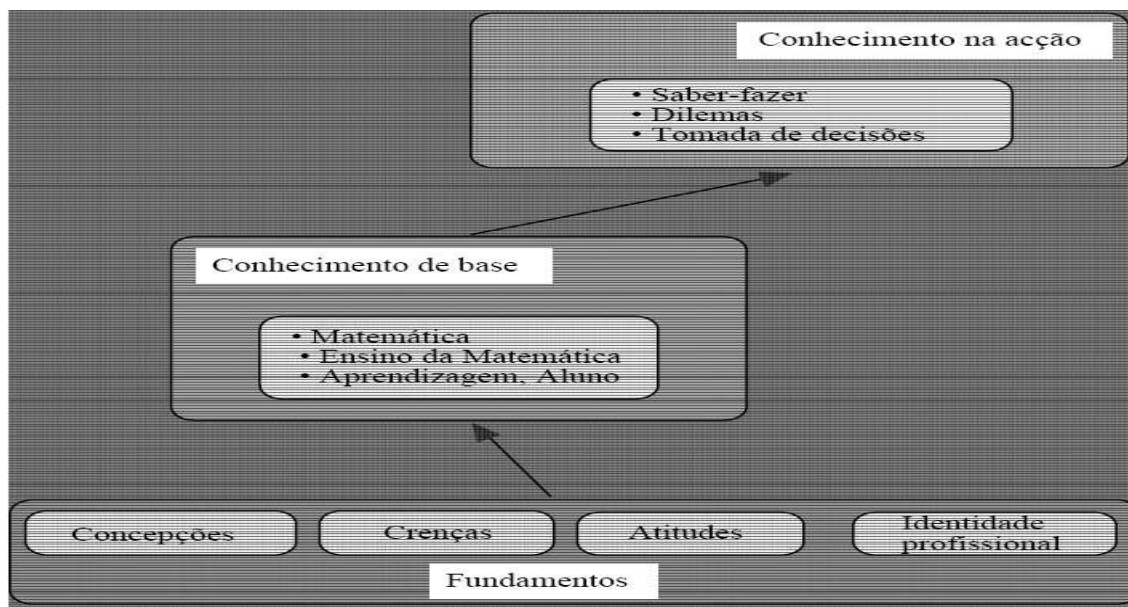 Conhecimento na acção
• Saber-fazer
• Dilemas
• Tomada de decisões
Conhecimento de base
• Matemática
• Ensino da Matemática
• Aprendizagem, Aluno
Concepções
Crenças
Atitudes
Identidade
profissional
Fundamentos